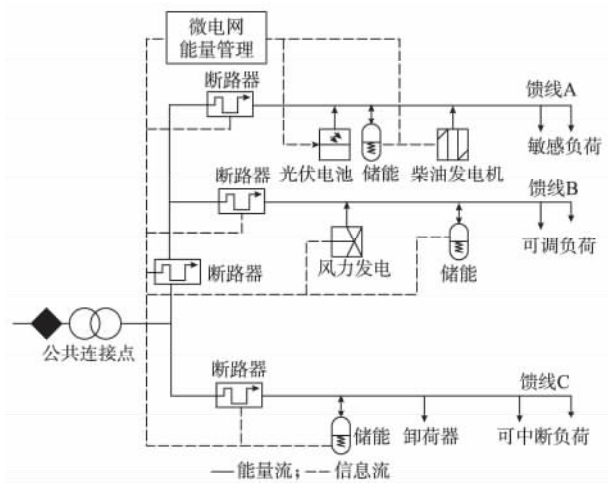 微电网
能量管理
断路器
馈线A
敏感负荷
光伏电池
储能
柴油发电机
断路器
馈线B
可调负荷
风力发电
储能
断路器
公共连接点
断路器
馈线C
储能
卸荷器
可中断负荷
—能量流；---信息流